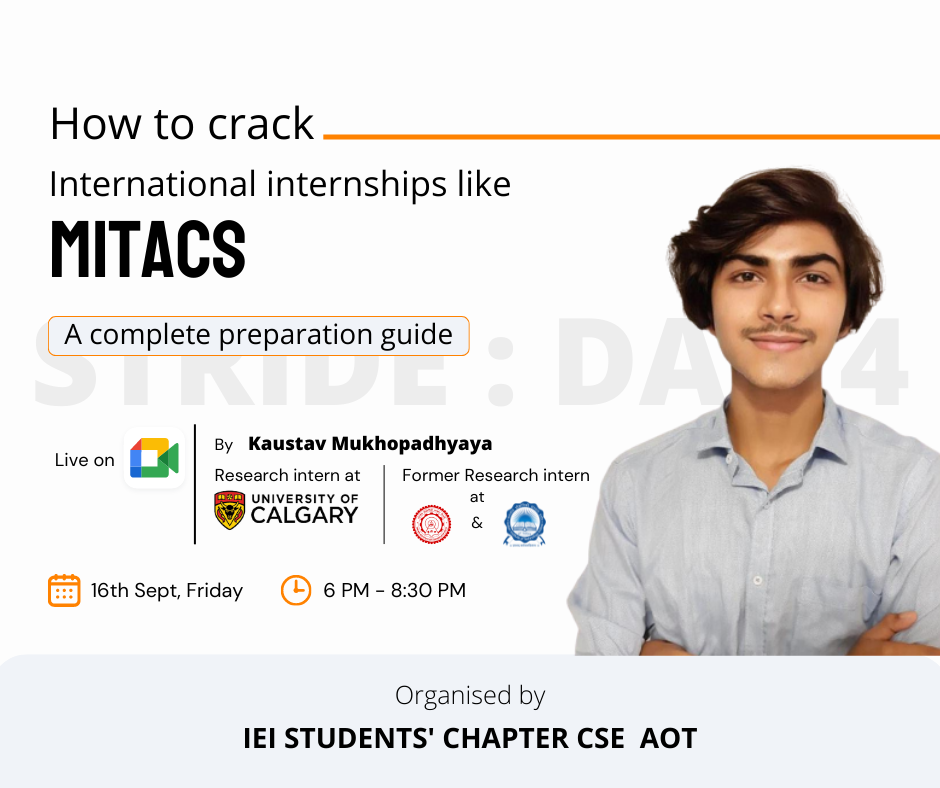 How to crack
International internships like
MITACS
A complete preparation guide
STRIDE : DA 4
Live on
By Kaustav Mukhopadhyaya
Research intern at
UNIVERSITY OF
CALGARY
Former Research intern
at
&
16th Sept, Friday
6 PM - 8:30 PM
Organised by
IEI STUDENTS' CHAPTER CSE AOT